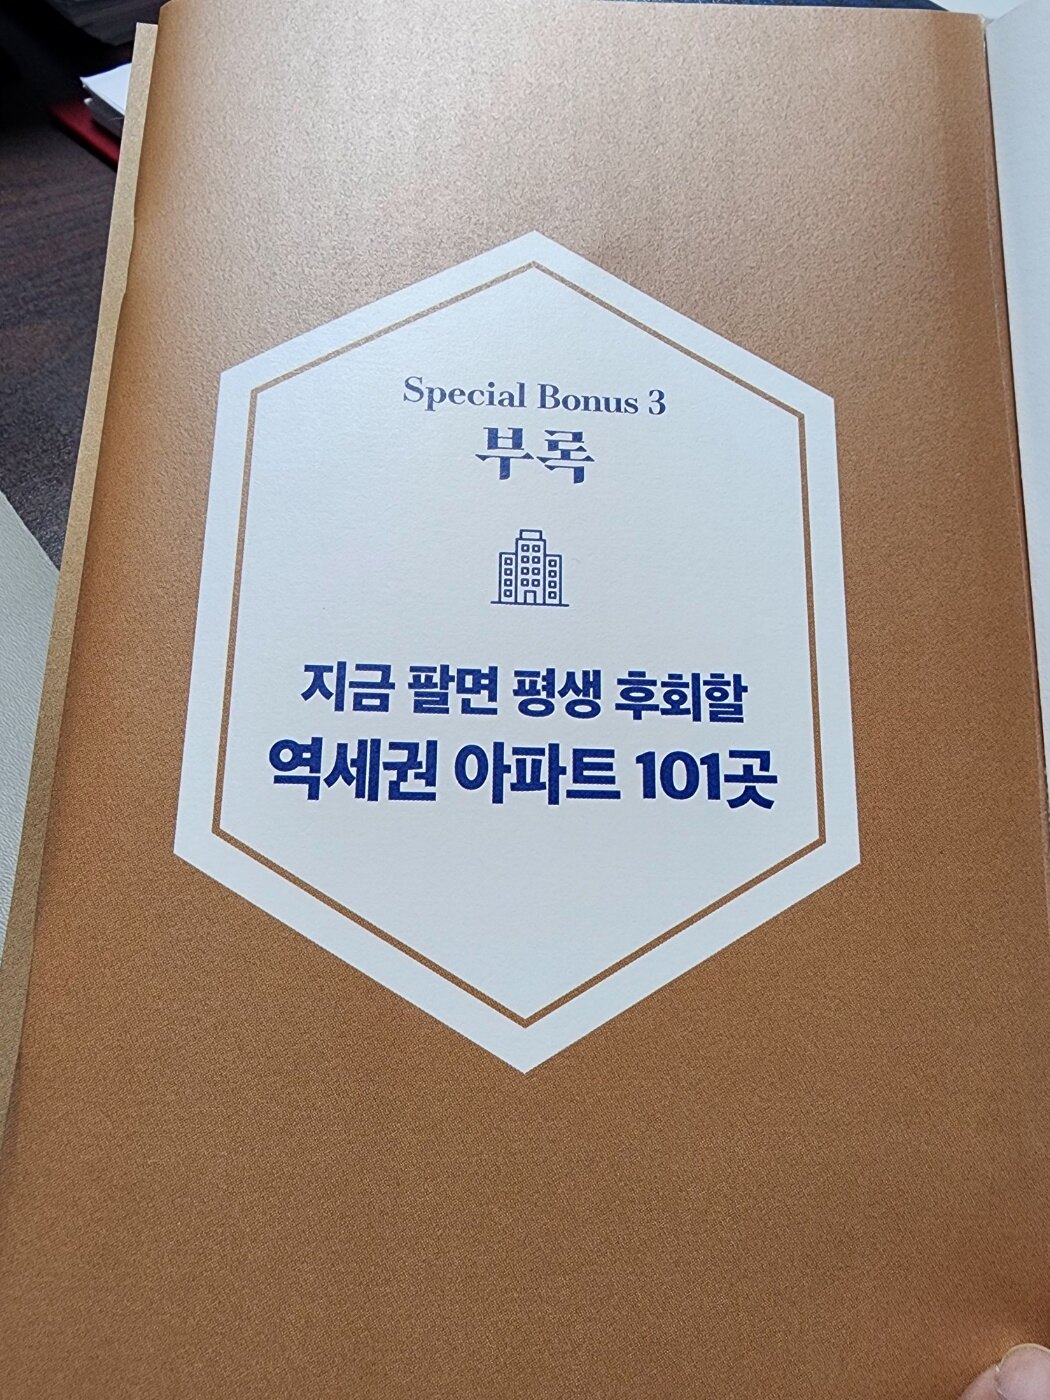 Special Bonus 3
부록
지금 팔면 평생 후회할
역세권 아파트 101곳